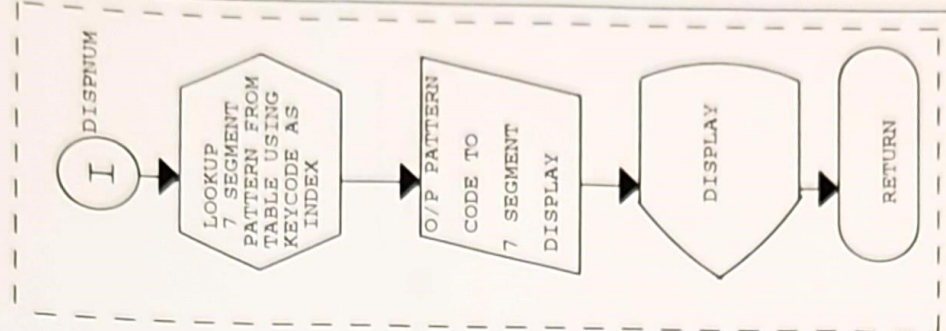 I
DISPNUM
LOOKUP
7 SEGMENT
PATTERN FROM
TABLE USING
KEYCODE AS
INDEX
O/P PATTERN
CODE TO
7 SEGMENT
DISPLAY
DISPLAY
RETURN